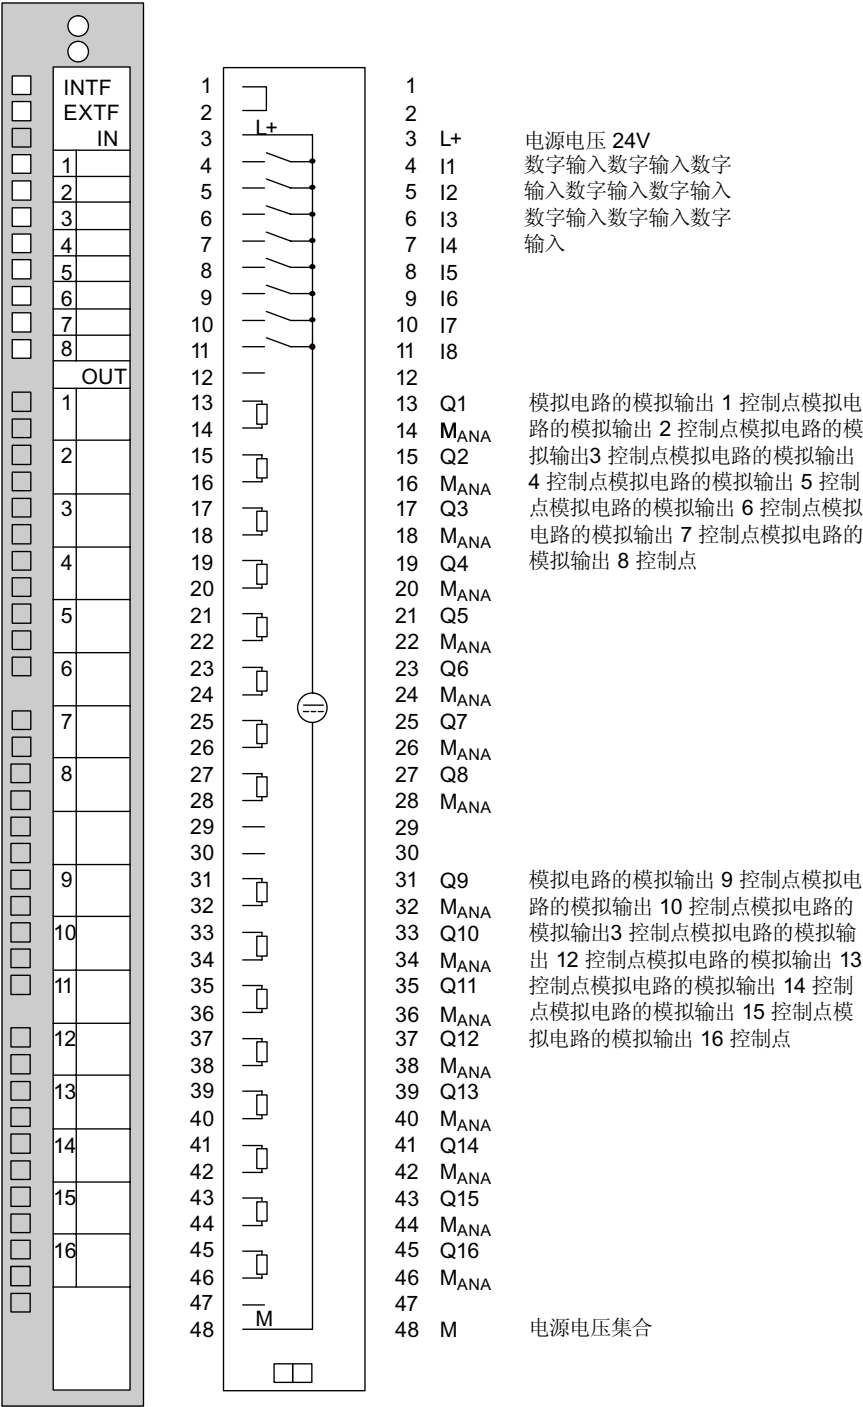 INTF
EXTF
IN
1
2
3
4
5
6
7
8
OUT
1
2
3
4
5
6
7
8
9
10
11
12
13
14
15
16
L+
M
1 1
2 2
3 3 L+ 电源电压 24V
4 4 I1 数字输入数字输入数字
5 5 I2 输入数字输入数字输入
6 6 I3 数字输入数字输入数字
7 7 I4 输入
8 8 I5
9 9 I6
10 10 I7
11 11 I8
12 12
13 13 Q1 模拟电路的模拟输出 1 控制点模拟电
14 14 MANA 路的模拟输出 2 控制点模拟电路的模
15 15 Q2 拟输出3 控制点模拟电路的模拟输出
16 16 MANA 4 控制点模拟电路的模拟输出 5 控制
17 17 Q3 点模拟电路的模拟输出 6 控制点模拟
18 18 MANA 电路的模拟输出 7 控制点模拟电路的
19 19 Q4 模拟输出 8 控制点
20 20 MANA
21 21 Q5
22 22 MANA
23 23 Q6
24 24 MANA
25 25 Q7
26 26 MANA
27 27 Q8
28 28 MANA
29 29
30 30
31 31 Q9 模拟电路的模拟输出 9 控制点模拟电
32 32 MANA 路的模拟输出 10 控制点模拟电路的
33 33 Q10 模拟输出3 控制点模拟电路的模拟输
34 34 MANA 出 12 控制点模拟电路的模拟输出 13
35 35 Q11 控制点模拟电路的模拟输出 14 控制
36 36 MANA 点模拟电路的模拟输出 15 控制点模
37 37 Q12 拟电路的模拟输出 16 控制点
38 38 MANA
39 39 Q13
40 40 MANA
41 41 Q14
42 42 MANA
43 43 Q15
44 44 MANA
45 45 Q16
46 46 MANA
47 47
48 48 M 电源电压集合